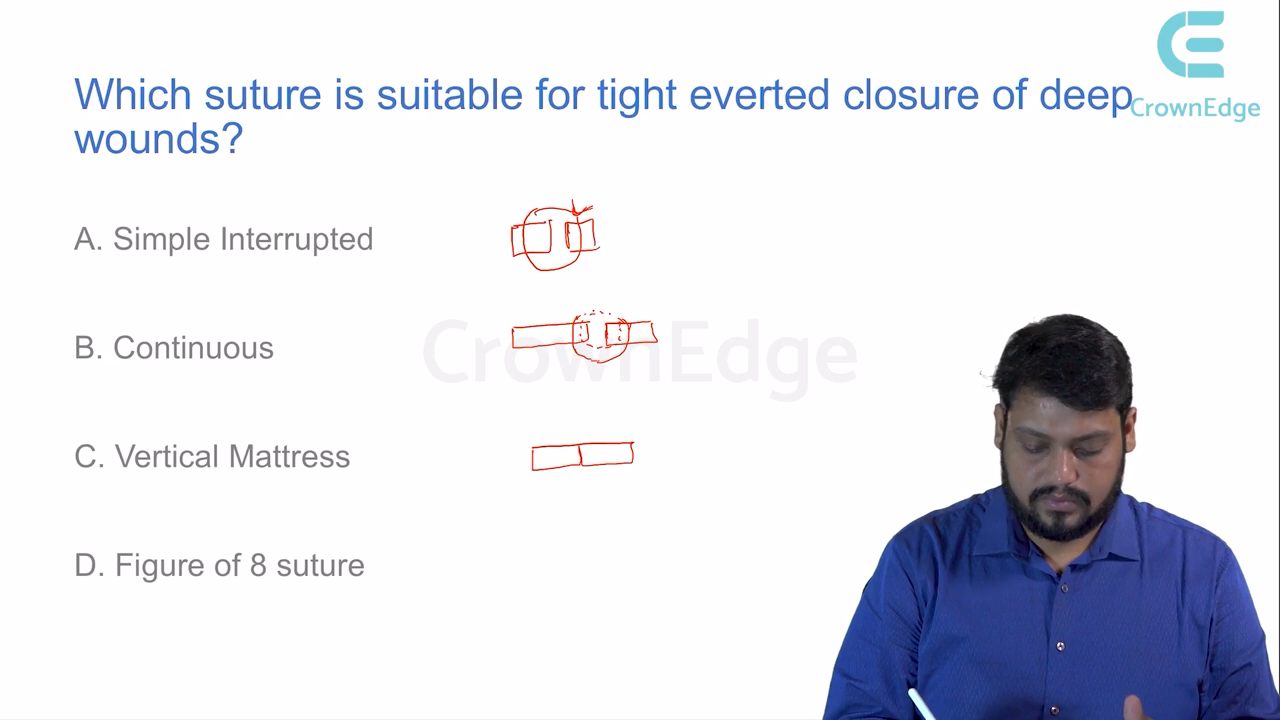 Which suture is suitable for tight everted closure of deep
wounds?
CrownEdge
A. Simple Interrupted
B. Continuous
CrownEdge
C. Vertical Mattress
D. Figure of 8 suture